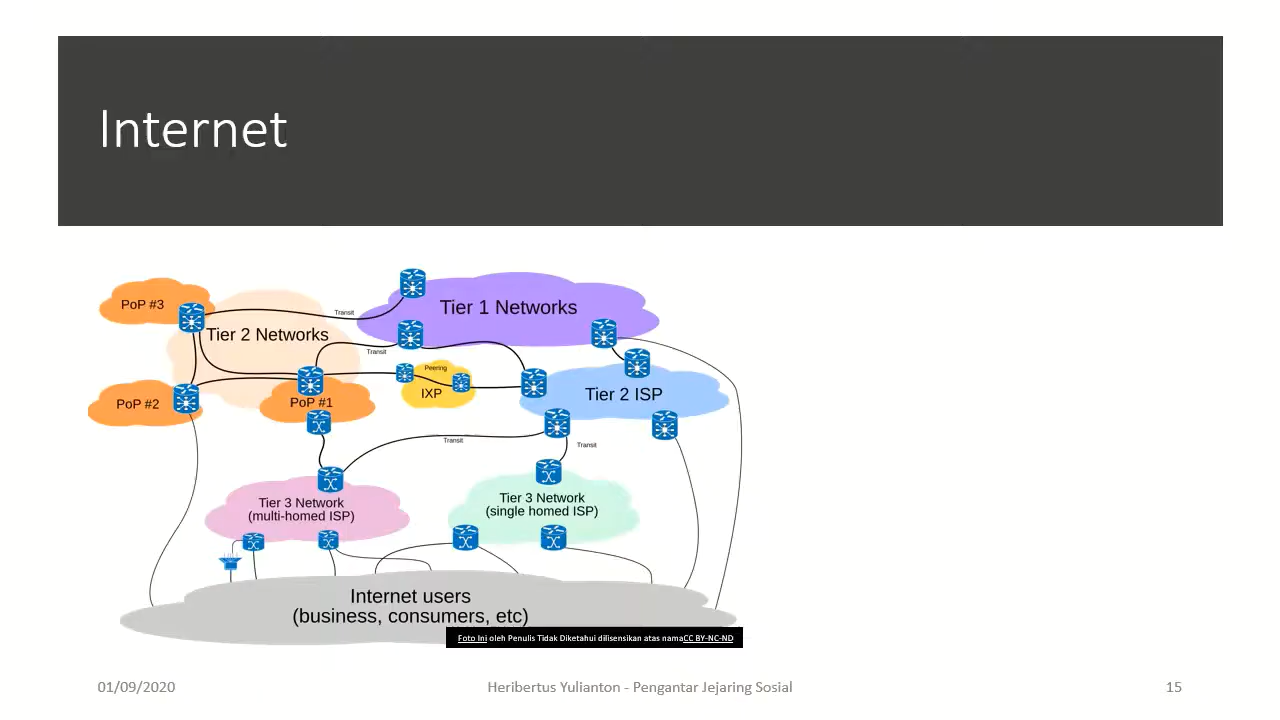 Internet
PoP #3
Tier 2 Networks
Transit
Tier 1 Networks
Transit
Peering
IXP
PoP #2
PoP #1
Tier 2 ISP
Transit
Transit
Tier 3 Network
(multi-homed ISP)
Tier 3 Network
(single homed ISP)
Internet users
(business, consumers, etc)
Foto Ini oleh Penulis Tidak Diketahui dilisensikan atas namaCC BY-NC-ND
01/09/2020
Heribertus Yulianton - Pengantar Jejaring Sosial
15